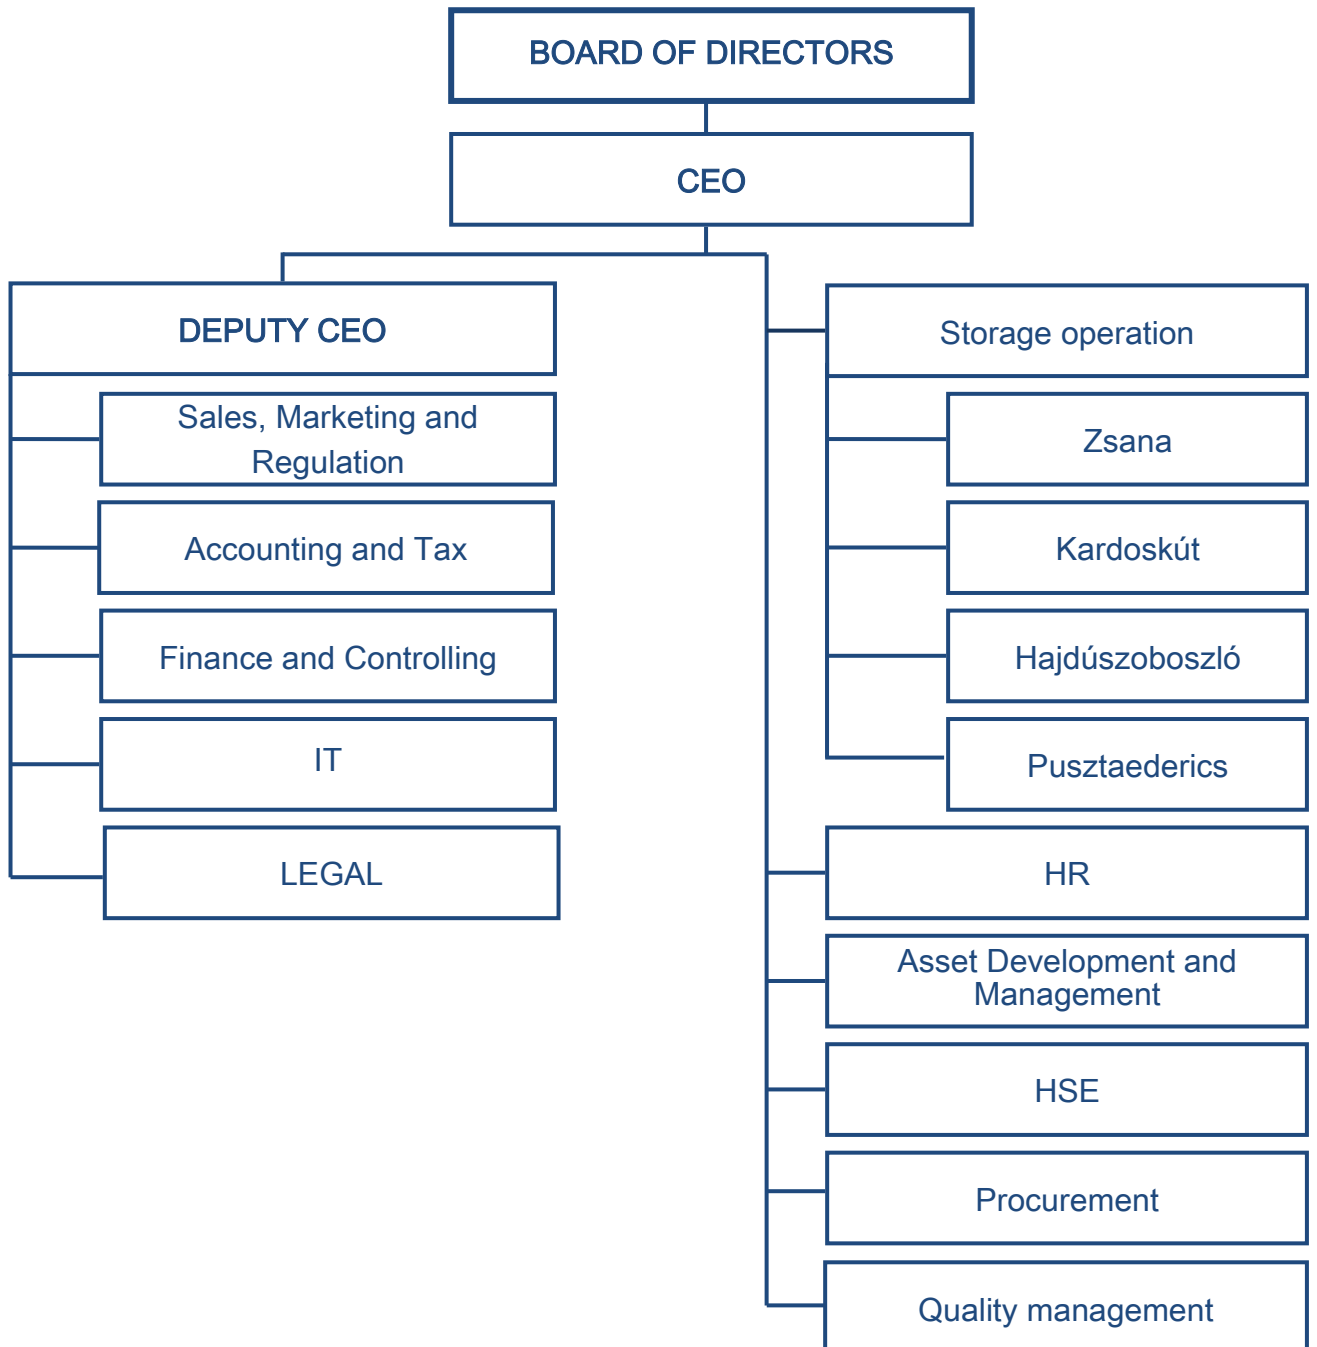 BOARD OF DIRECTORS
CEO
DEPUTY CEO
Sales, Marketing and
Regulation
Accounting and Tax
Finance and Controlling
IT
LEGAL
Storage operation
Zsana
Kardoskút
Hajdúszoboszló
Pusztaederics
HR
Asset Development and
Management
HSE
Procurement
Quality management